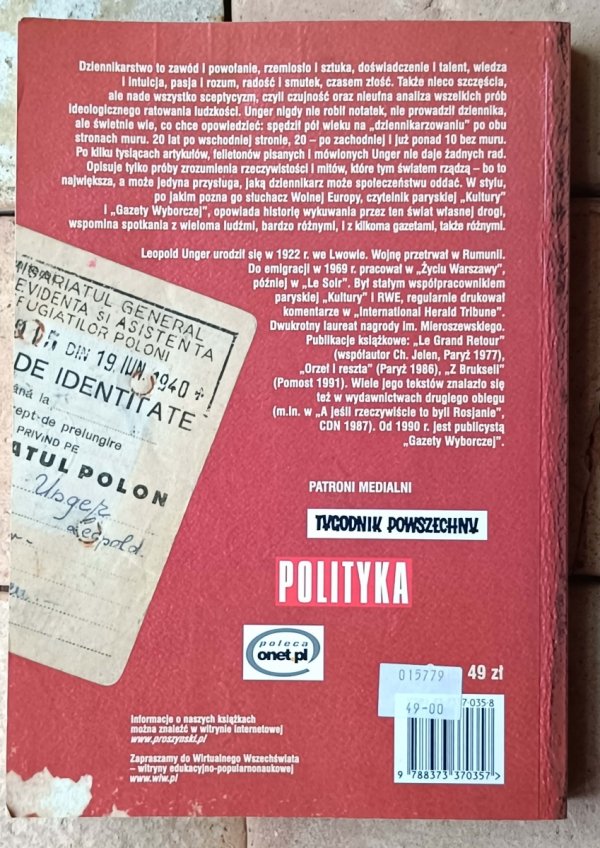 Dziennikarstwo to zawód i powołanie, rzemiosło i sztuka, doświadczenie i talent, wiedza
i intuicja, pasja i rozum, radość i smutek, czasem złość. Także nieco szczęścia,
ale nade wszystko sceptycyzm, czyli czujność oraz nieufna analiza wszelkich prób
ideologicznego ratowania ludzkości. Unger nigdy nie robił notatek, nie prowadził dziennika,
ale świetnie wie, co chce opowiedzieć: spędził pół wieku na „dziennikarzowaniu” po obu
stronach muru. 20 lat po wschodniej stronie, 20 – po zachodniej i już ponad 10 bez muru.
Po kilku tysiącach artykułów, felietonów pisanych i mówionych Unger nie daje żadnych rad.
Opisuje tylko próby zrozumienia rzeczywistości i mitów, które tym światem rządzą – bo to
największa, a może jedyna przysługa, jaką dziennikarz może społeczeństwu oddać. W stylu,
po jakim pozna go słuchacz Wolnej Europy, czytelnik paryskiej „Kultury”
i „Gazety Wyborczej”, opowiada historię wykuwania przez ten świat własnej drogi,
wspomina spotkania z wieloma ludźmi, bardzo różnymi, i z kilkoma gazetami, także różnymi.
Leopold Unger urodził się w 1922 r. we Lwowie. Wojnę przetrwał w Rumunii.
Do emigracji w 1969 r. pracował w „Życiu Warszawy”,
później w „Le Soir”. Był stałym współpracownikiem
paryskiej „Kultury” i RWE, regularnie drukował
komentarze w „International Herald Tribune”.
Dwukrotny laureat nagrody im. Mieroszewskiego.
Publikacje książkowe: „Le Grand Retour”
(współautor Ch. Jelen, Paryż 1977),
„Orzeł i reszta” (Paryż 1986), „Z Brukseli”
(Pomost 1991). Wiele jego tekstów znalazło się
też w wydawnictwach drugiego obiegu
(m.in. w „A jeśli rzeczywiście to byli Rosjanie”,
CDN 1987). Od 1990 r. jest publicystą
„Gazety Wyborczej”.
MISARIATUL GENERAL
EVIDENTA SI ASISTENTA
FUGIATILOR POLONI
DIN 19 IUN. 1940
DE IDENTITATE
ână la
cept-de prelungire
PRIVIND PE
ATUL POLON
Unger
Leopold
PATRONI MEDIALNI
TYGODNIK POWSZECHNY
POLITYKA
poleca
onet.pl
015779
49 zł
49-00
7 035-8
9 788373 370357 >
Informacje o naszych książkach
można znaleźć w witrynie internetowej
www.proszynski.pl
Zapraszamy do Wirtualnego Wszechświata
– witryny edukacyjno-popularnonaukowej
www.wiw.pl